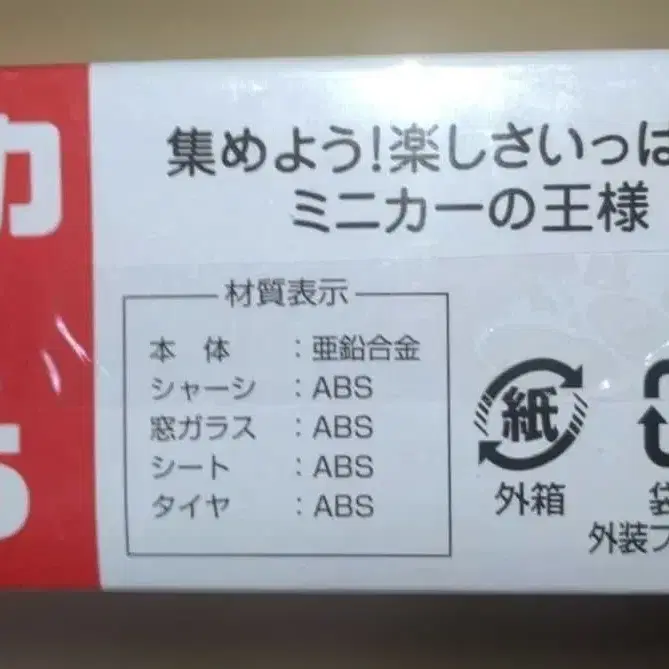 集めよう!楽しさいっぱ
ミニカーの王様
材質表示
本 体 :亜鉛合金
シャーシ :ABS
窓ガラス :ABS
シート :ABS
タイヤ :ABS
紙
外箱
袋
外装フ
カ
5